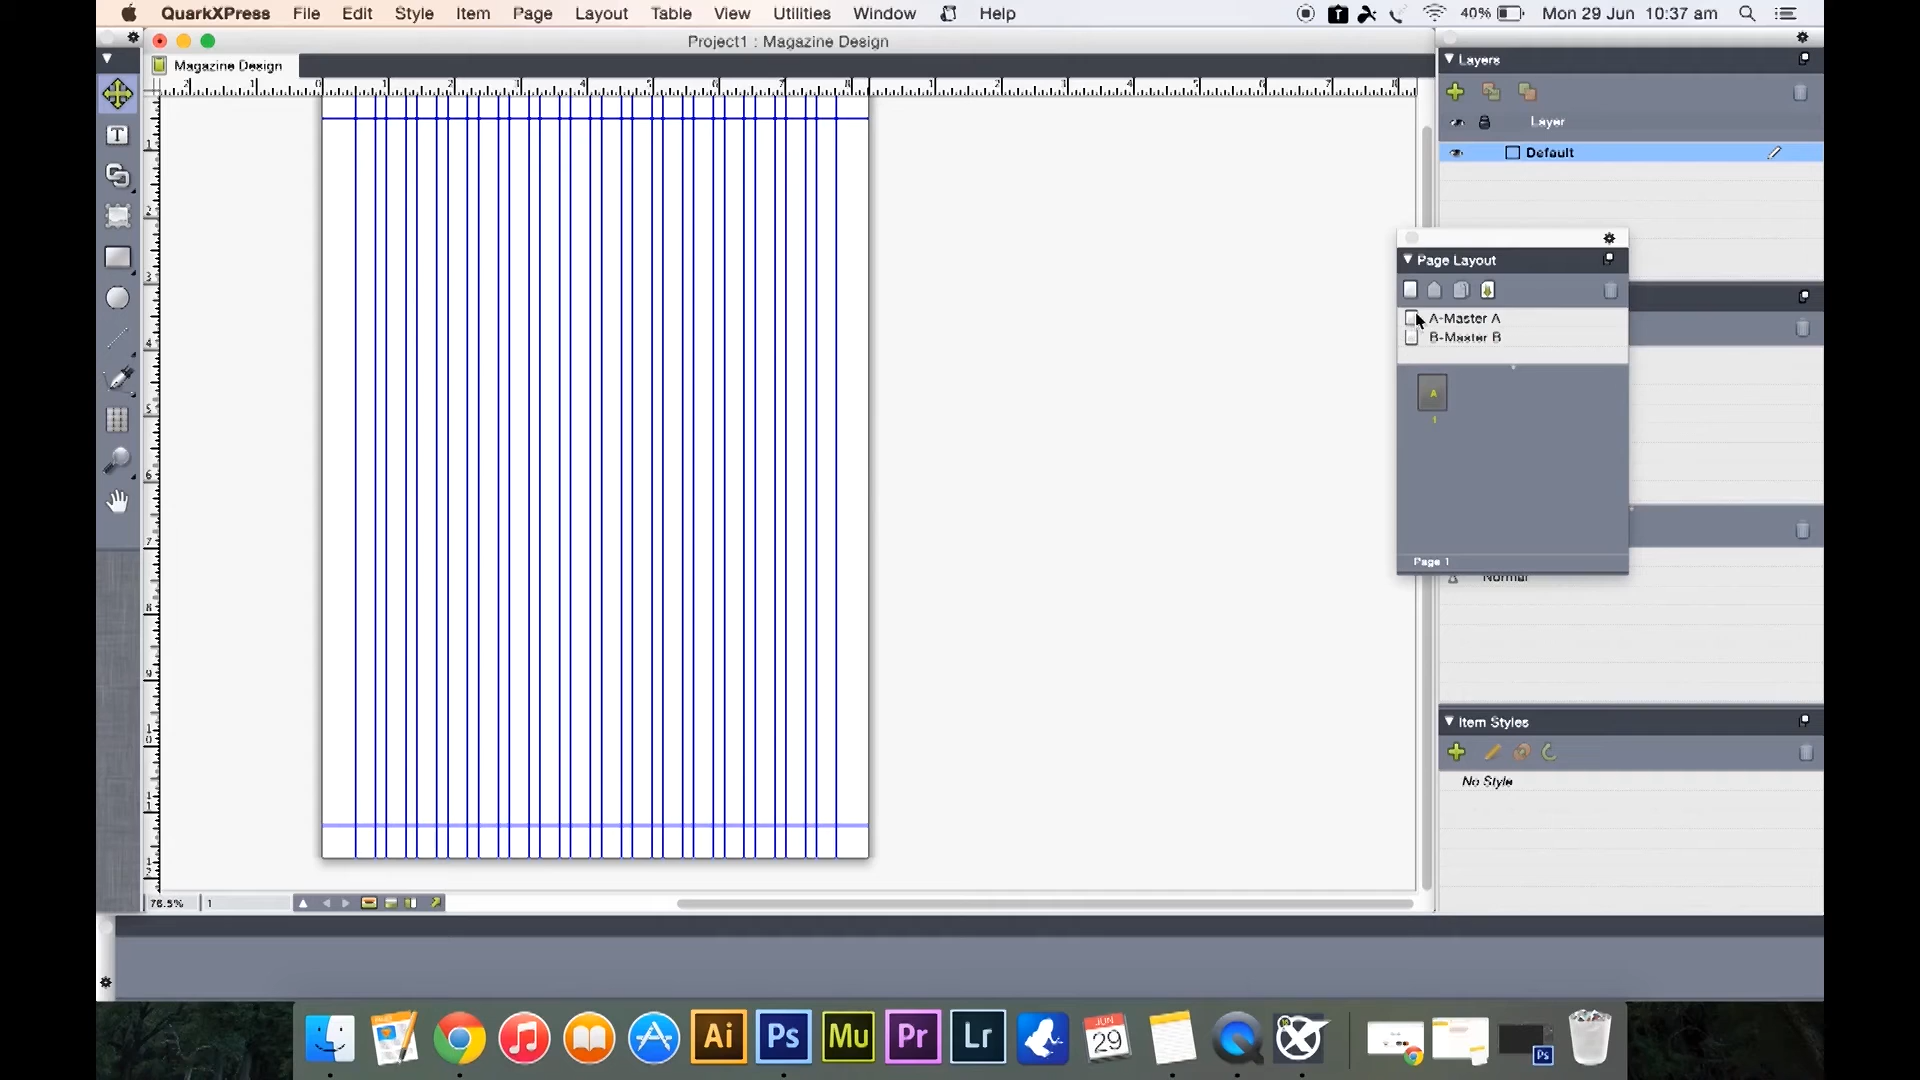 QuarkXPress File Edit Style Item Page Layout Table View Utilities Window Help 40% Mon 29 Jun 10:37 am
Project1 : Magazine Design
Magazine Design
Layers
Layer
Default
Page Layout
A-Master A
B-Master B
A
1
Page 1
Normal
Item Styles
No Style
76.5% 1
Ai Ps Mu Pr Lr JUN 29 Ps